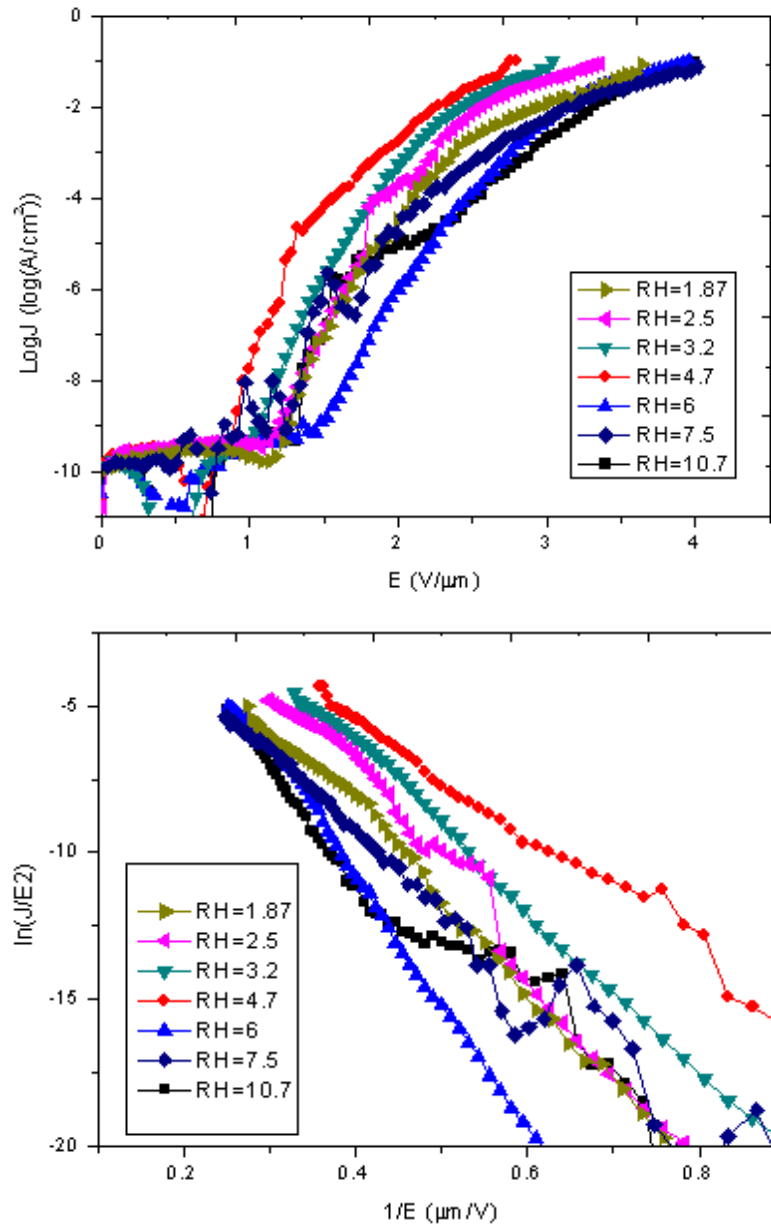 0
-2
-4
-6
-8
-10
LogJ (log(A/cm²))
RH=1.87
RH=2.5
RH=3.2
RH=4.7
RH=6
RH=7.5
RH=10.7
0 1 2 3 4
E (V/μm)
-5
-10
-15
-20
ln(J/E2)
RH=1.87
RH=2.5
RH=3.2
RH=4.7
RH=6
RH=7.5
RH=10.7
0.2 0.4 0.6 0.8
1/E (μm/V)